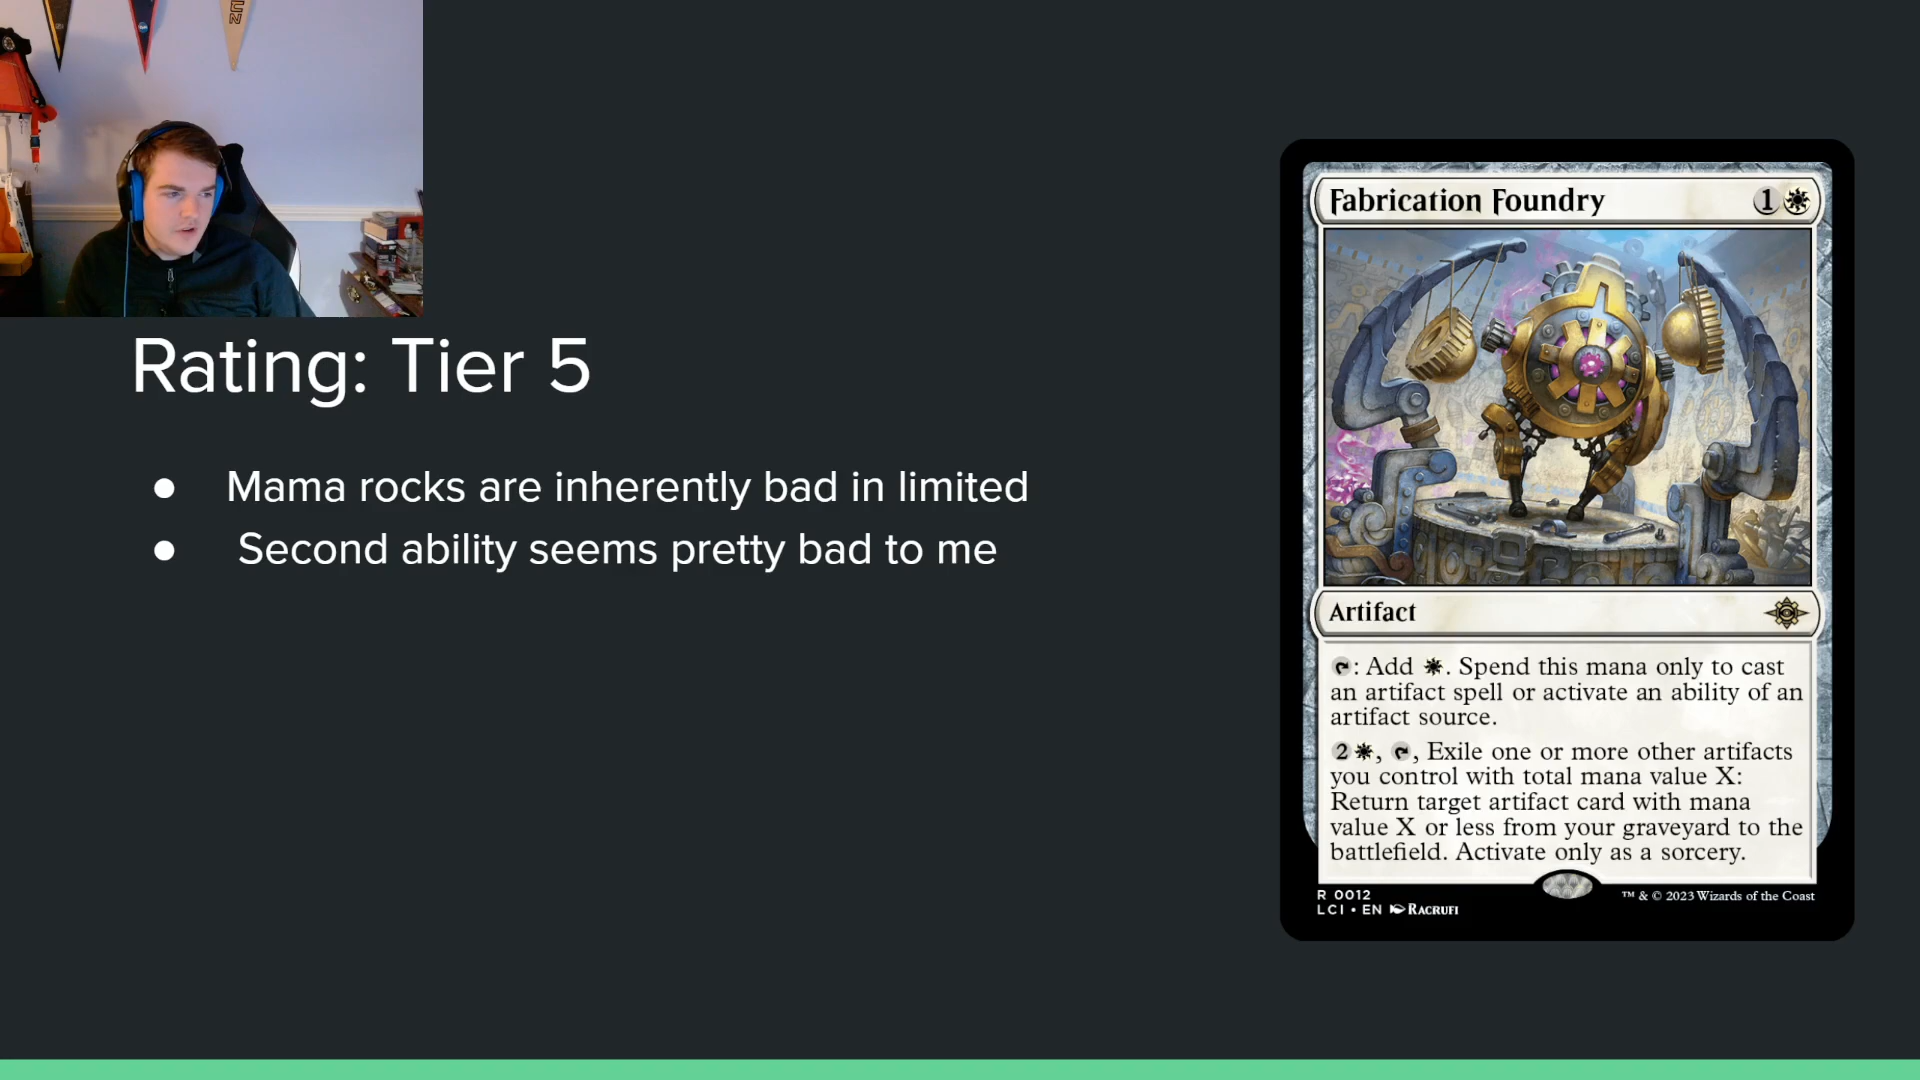 Rating: Tier 5
● Mama rocks are inherently bad in limited
● Second ability seems pretty bad to me
Fabrication Foundry 1
Artifact
: Add . Spend this mana only to cast
an artifact spell or activate an ability of an
artifact source.
2 , , Exile one or more other artifacts
you control with total mana value X:
Return target artifact card with mana
value X or less from your graveyard to the
battlefield. Activate only as a sorcery.
R 0012
LCI • EN RACRUFI
™ & © 2023 Wizards of the Coast